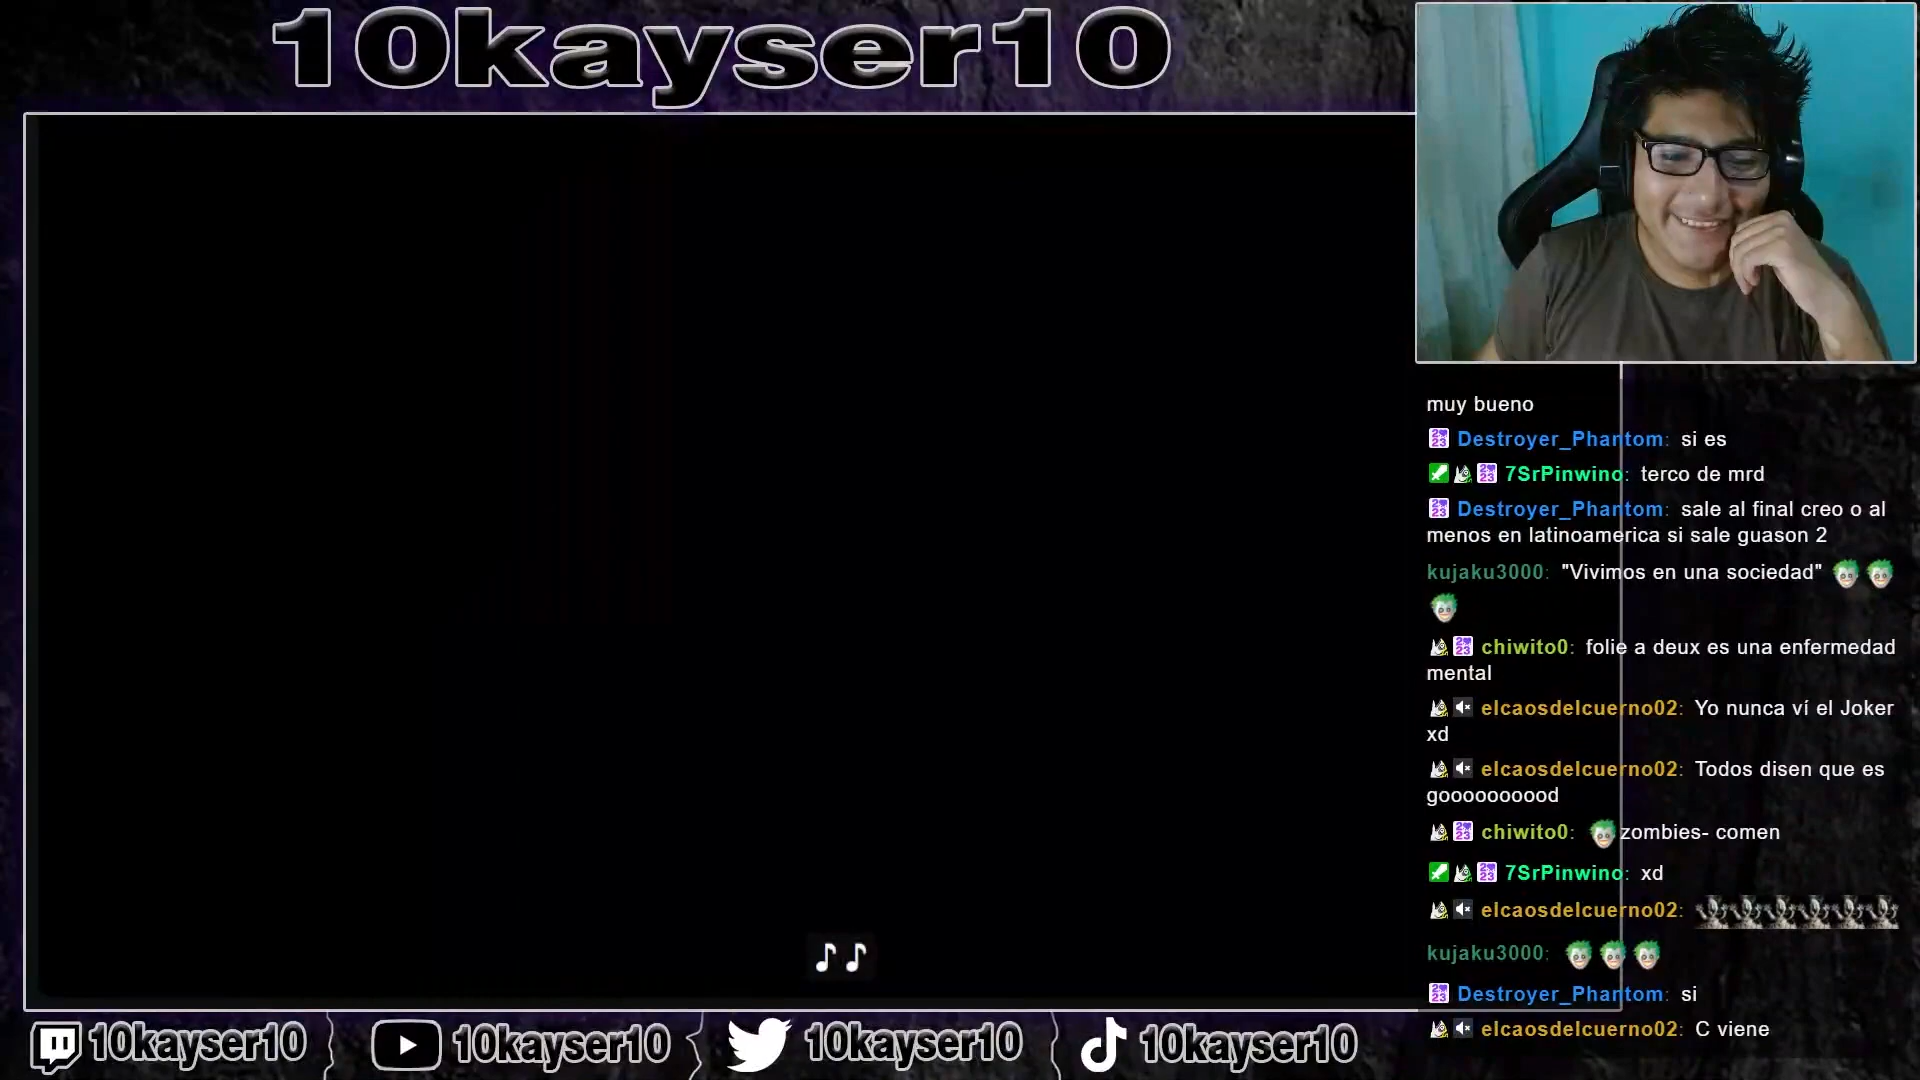 10kayser10
muy bueno
Destroyer_Phantom: si es
7SrPinwino: terco de mrd
Destroyer_Phantom: sale al final creo o al
menos en latinoamerica si sale guason 2
kujaku3000: "Vivimos en una sociedad"
chiwito0: folie a deux es una enfermedad
mental
elcaosdelcuerno02: Yo nunca ví el Joker
xd
elcaosdelcuerno02: Todos disen que es
goooooooood
chiwito0: zombies- comen
7SrPinwino: xd
elcaosdelcuerno02:
kujaku3000:
Destroyer_Phantom: si
elcaosdelcuerno02: C viene
♪♪
10kayser10 10kayser10 10kayser10 10kayser10